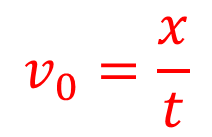 v₀ = x/t